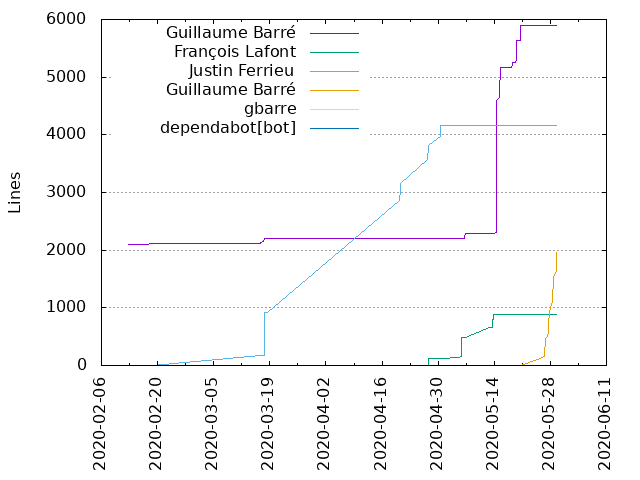 6000
5000
4000
3000
2000
1000
0
Lines
Guillaume Barré
François Lafont
Justin Ferrieu
Guillaume Barré
gbarre
dependabot[bot]
2020-02-06
2020-02-20
2020-03-05
2020-03-19
2020-04-02
2020-04-16
2020-04-30
2020-05-14
2020-05-28
2020-06-11